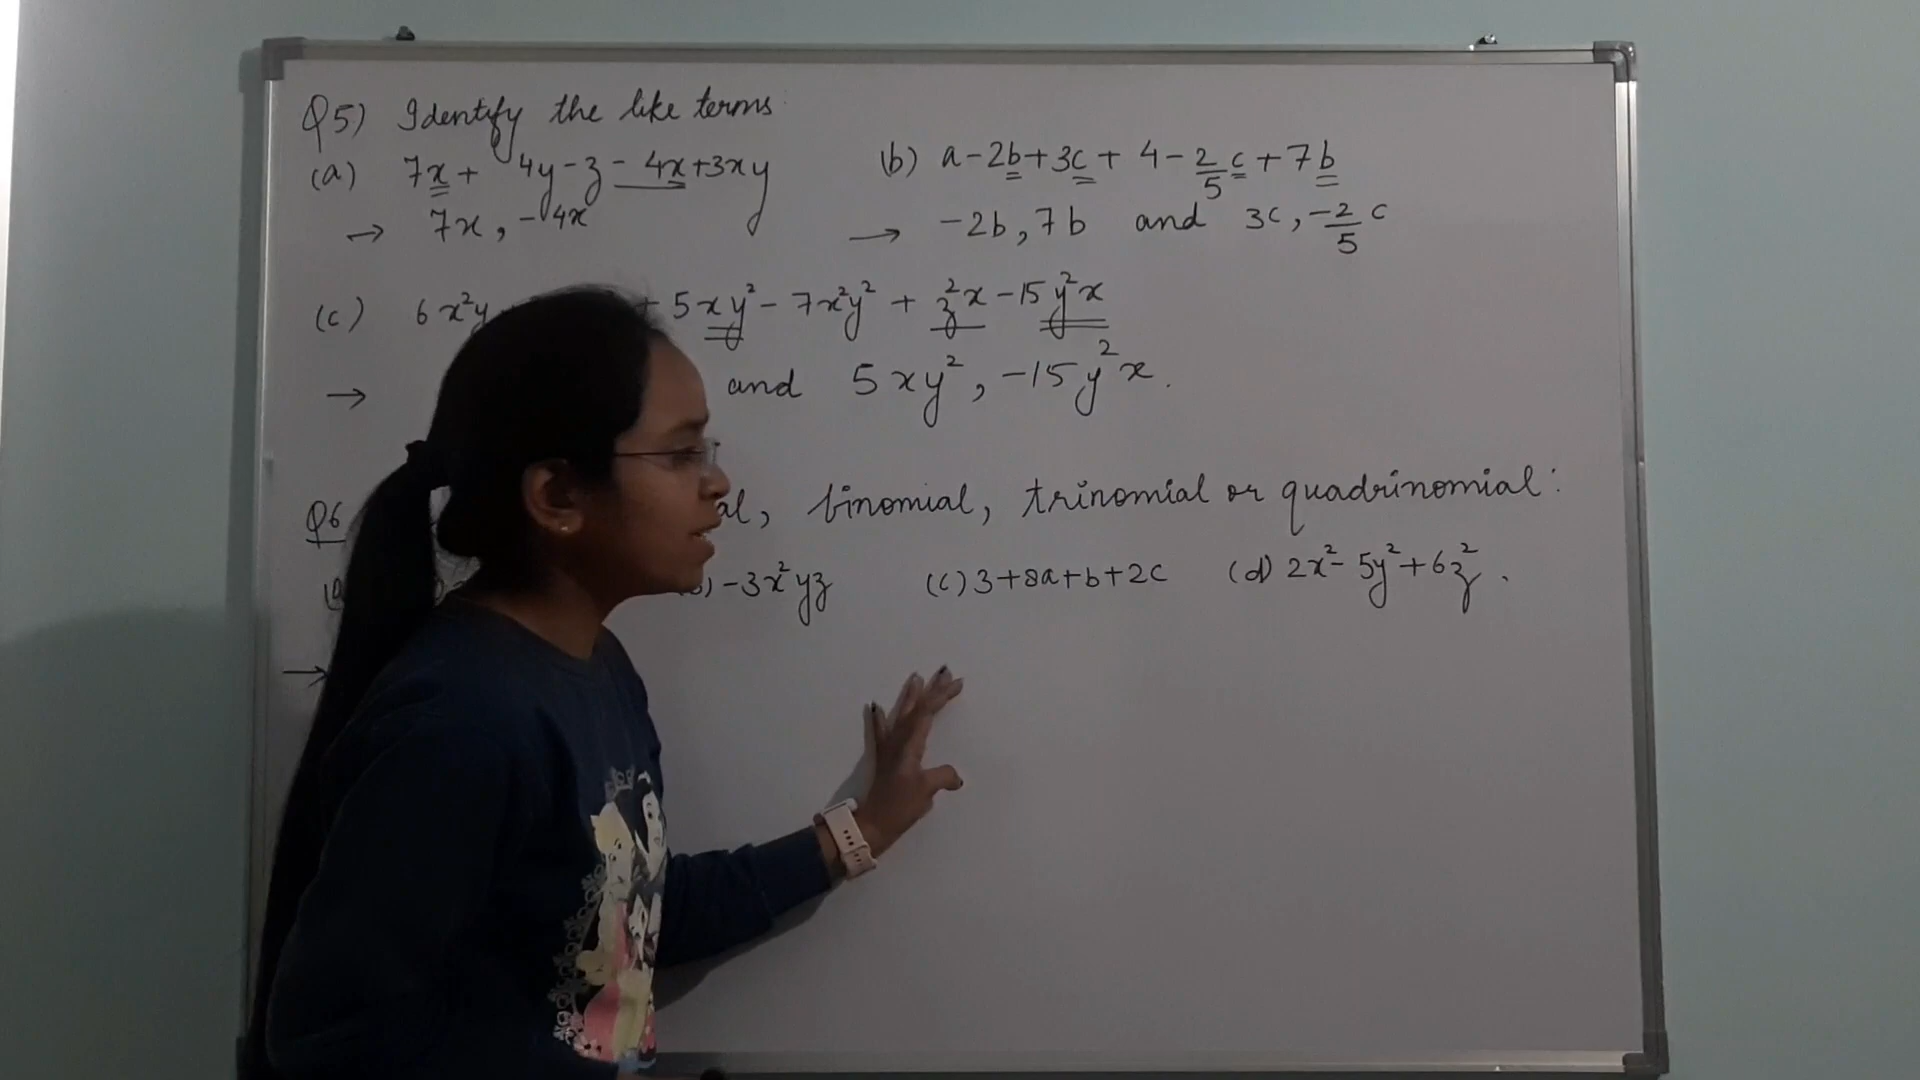 Q5) Identify the like terms:
(a) 7x + 4y - z - 4x + 3xy (b) a - 2b + 3c + 4 - 2/5 c + 7b
→ 7x, -4x → -2b, 7b and 3c, -2/5 c
(c) 6x²y + 5xy² - 7x²y² + z²x - 15y²x
→ and 5xy², -15y²x.
Q6 binomial, trinomial or quadrinomial:
-3x²yz (c) 3+8a+b+2c (d) 2x² - 5y² + 6z².
→